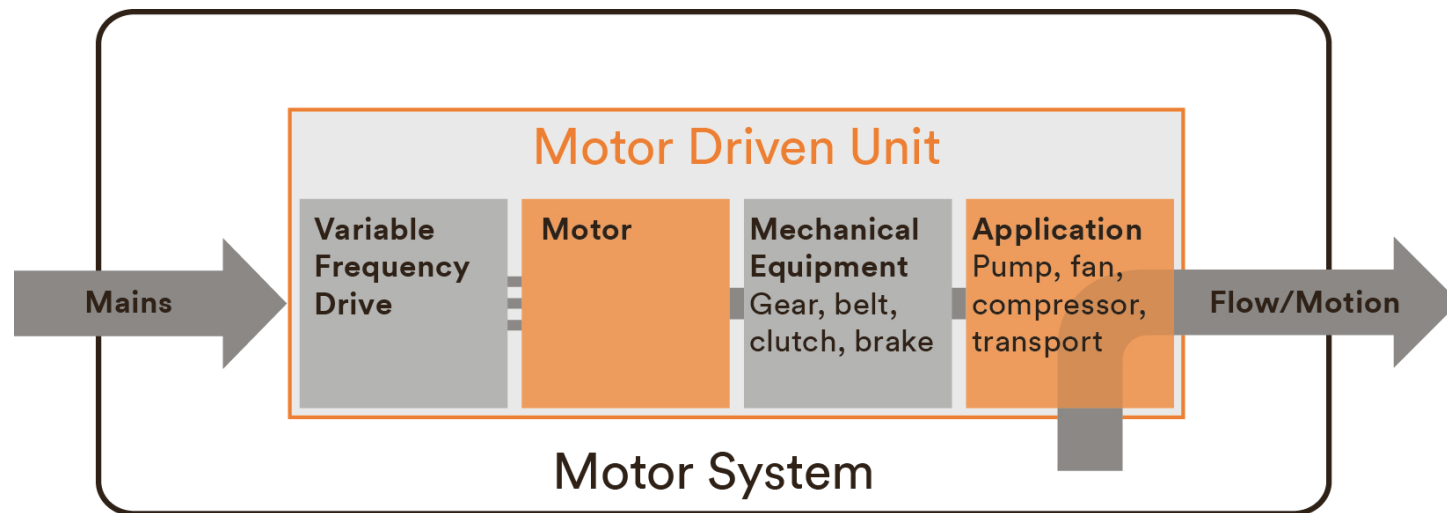 Motor Driven Unit
Mains
Variable
Frequency
Drive
Motor
Mechanical
Equipment
Gear, belt,
clutch, brake
Application
Pump, fan,
compressor,
transport
Flow/Motion
Motor System